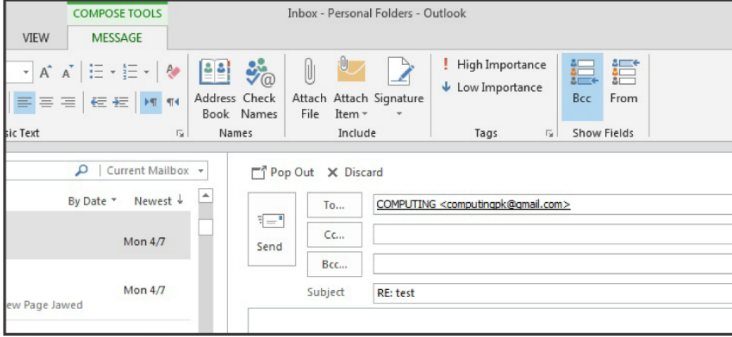 COMPOSE TOOLS
Inbox - Personal Folders - Outlook
VIEW
MESSAGE
Address Book
Check Names
Attach File
Attach Item
Signature
High Importance
Low Importance
Bcc
From
sic Text
Names
Include
Tags
Show Fields
Current Mailbox
By Date
Newest
Mon 4/7
Mon 4/7
ew Page Jawed
Pop Out
Discard
Send
To...
COMPUTING <computingpk@gmail.com>
Cc...
Bcc...
Subject
RE: test